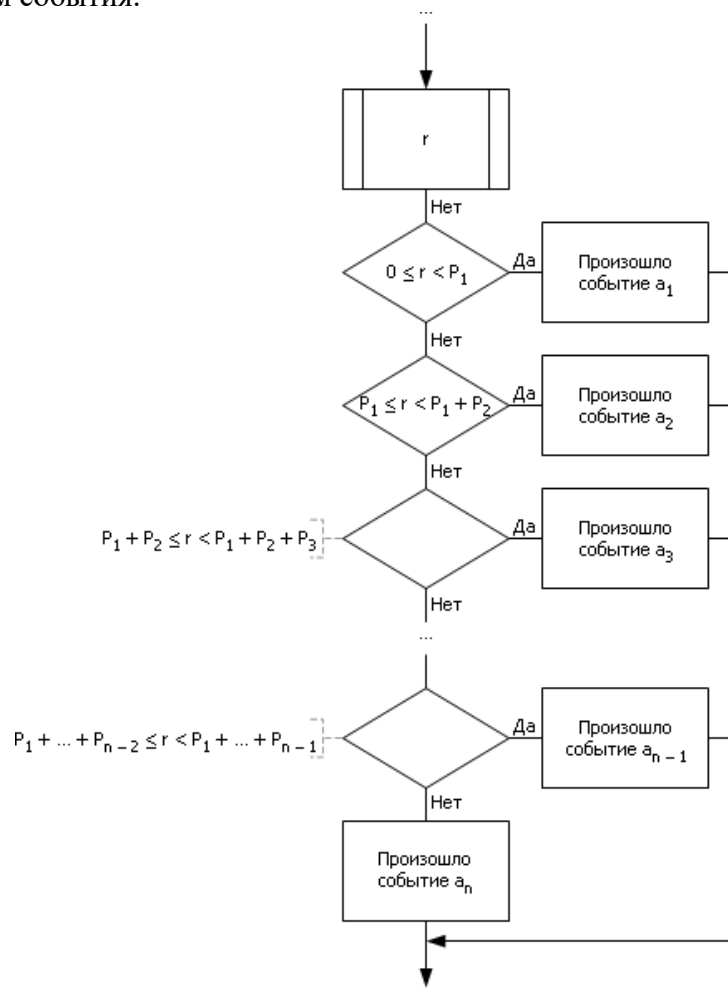 м события.
...
r
Нет
0 ≤ r < P₁
Да
Произошло
событие a₁
Нет
P₁ ≤ r < P₁ + P₂
Да
Произошло
событие a₂
Нет
P₁ + P₂ ≤ r < P₁ + P₂ + P₃
Да
Произошло
событие a₃
Нет
...
P₁ + ... + Pₙ ₋ ₂ ≤ r < P₁ + ... + Pₙ ₋ ₁
Да
Произошло
событие aₙ ₋ ₁
Нет
Произошло
событие aₙ